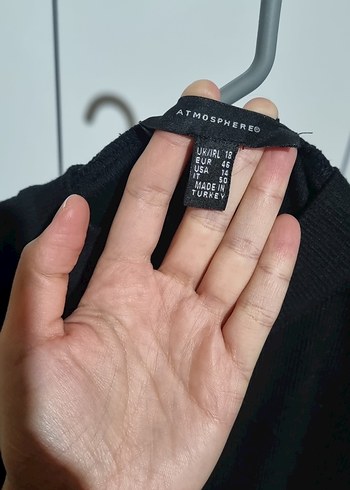 ATMOSPHERE®
UK/IRL 18
EUR 46
USA 14
IT 50
MADE IN
TURKEY